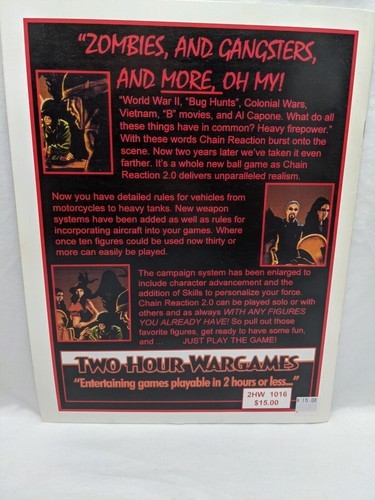 "ZOMBIES, AND GANGSTERS,
AND MORE, OH MY!
"World War II, "Bug Hunts", Colonial Wars,
Vietnam, "B" movies, and Al Capone. What do all
these things have in common? Heavy firepower."
With these words Chain Reaction burst onto the
scene. Now two years later we've taken it even
farther. It's a whole new ball game as Chain
Reaction 2.0 delivers unparalleled realism.
Now you have detailed rules for vehicles from
motorcycles to heavy tanks. New weapon
systems have been added as well as rules for
incorporating aircraft into your games. Where
once ten figures could be used now thirty or
more can easily be played.
The campaign system has been enlarged to
include character advancement and the
addition of Skills to personalize your force.
Chain Reaction 2.0 can be played solo or with
others and as always WITH ANY FIGURES
YOU ALREADY HAVE! So pull out those
favorite figures, get ready to have some fun,
and ... JUST PLAY THE GAME!
TWO HOUR WARGAMES
"Entertaining games playable in 2 hours or less..."
2HW 1016
$15.00